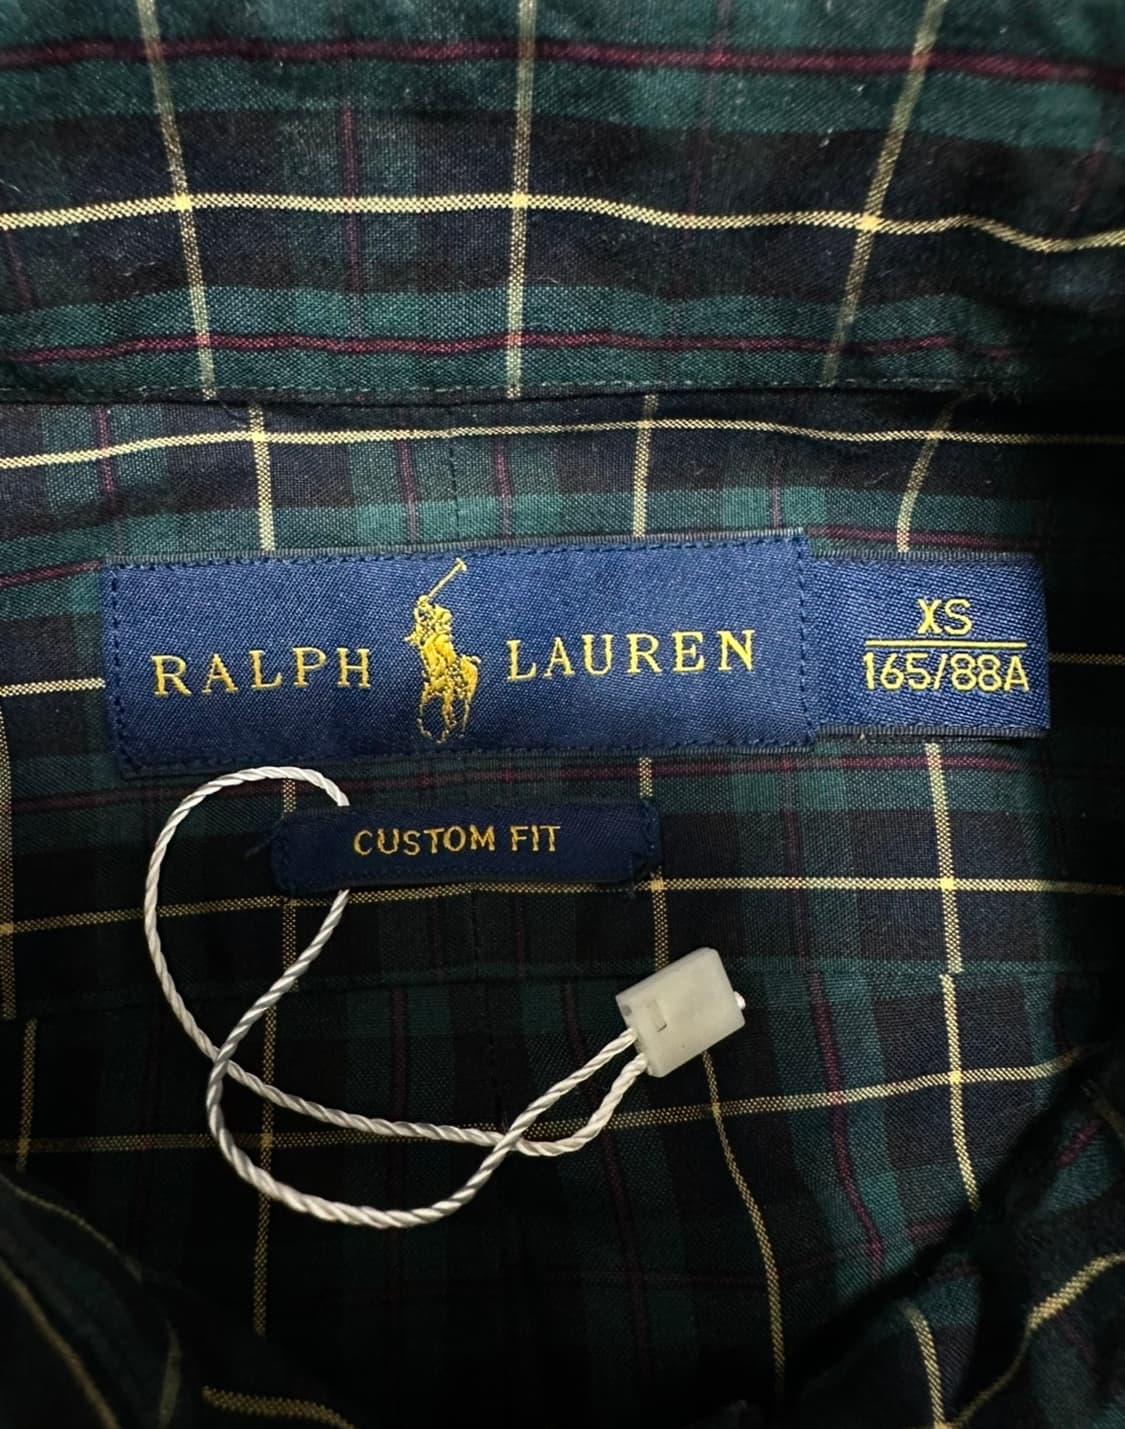 RALPH LAUREN
XS
165/88A
CUSTOM FIT